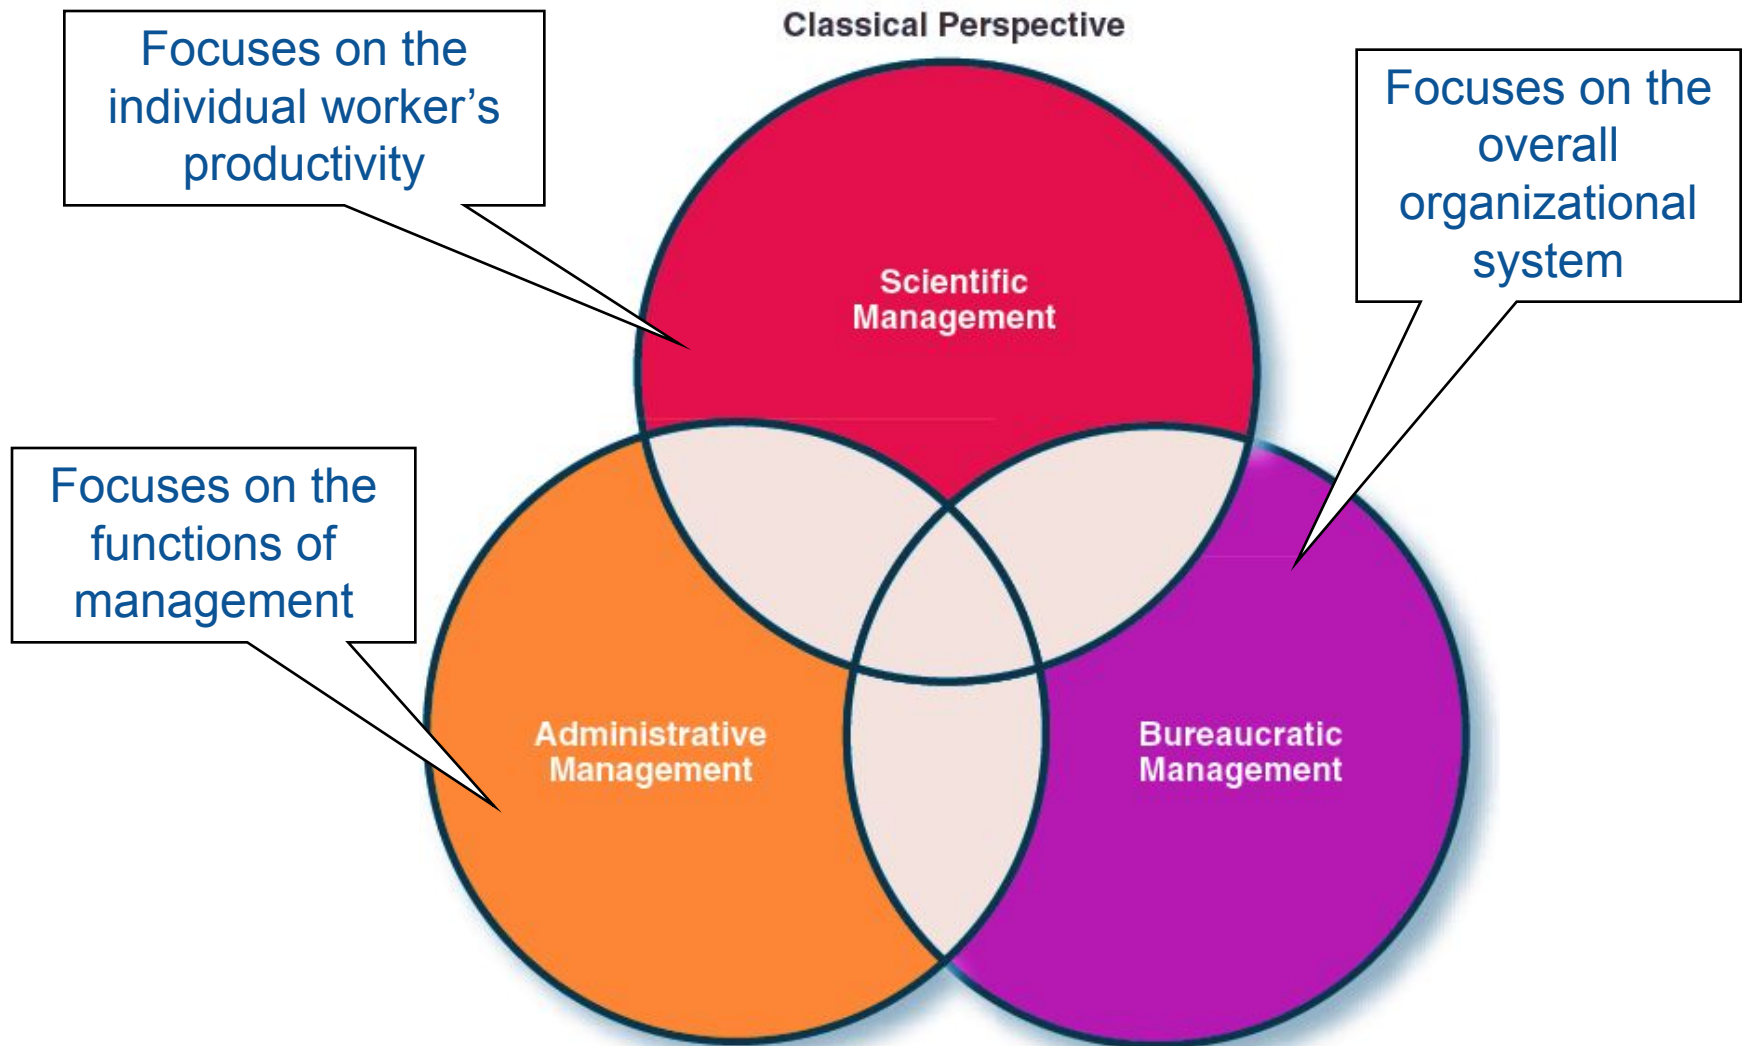 Classical Perspective
Focuses on the
individual worker’s
productivity
Focuses on the
overall
organizational
system
Scientific
Management
Focuses on the
functions of
management
Administrative
Management
Bureaucratic
Management